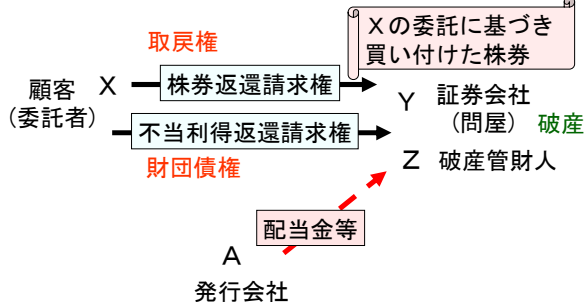 Ｘの委託に基づき
買い付けた株券
取戻権
顧客
（委託者）
Ｘ
株券返還請求権
Ｙ 証券会社
（問屋） 破産
不当利得返還請求権
財団債権
Ｚ 破産管財人
配当金等
Ａ
発行会社